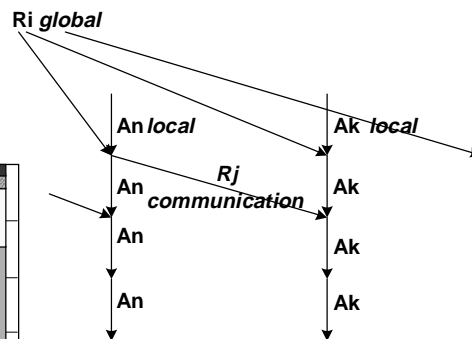 Ri global
An local
Ak local
Rj
An
Ak
communication
An
Ak
An
Ak